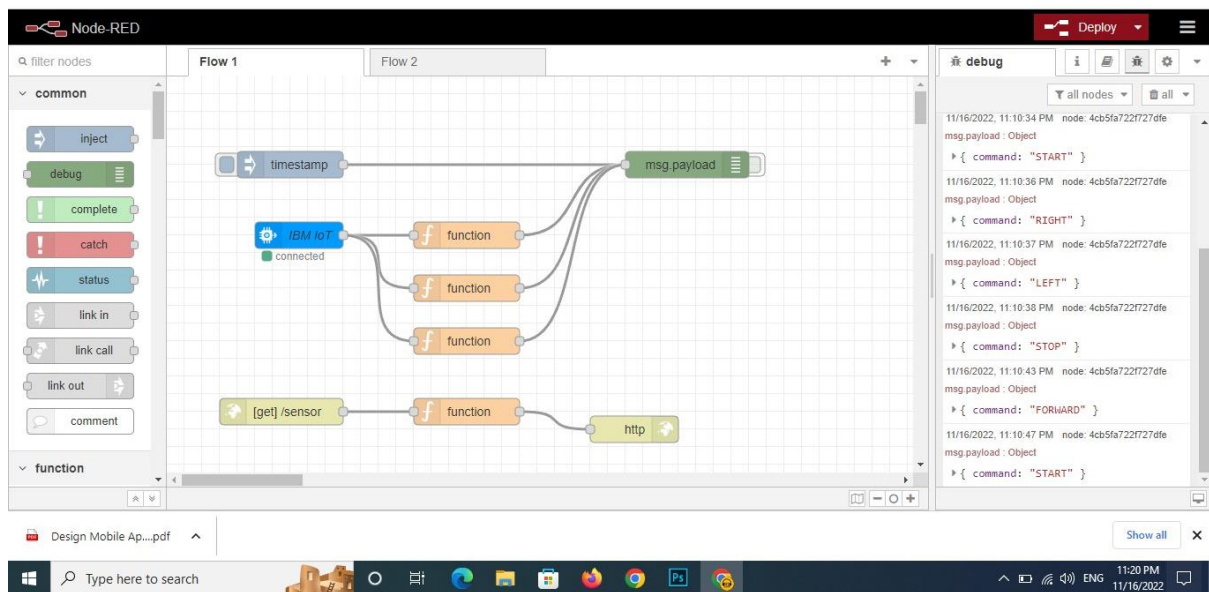 Node-RED
Deploy
filter nodes
Flow 1
Flow 2
debug
i
all nodes
all
common
inject
debug
complete
catch
status
link in
link call
link out
comment
function
timestamp
msg.payload
IBM IoT
connected
f function
f function
f function
[get] /sensor
f function
http
11/16/2022, 11:10:34 PM node: 4cb5fa722f727dfe
msg.payload : Object
{ command: "START" }
11/16/2022, 11:10:36 PM node: 4cb5fa722f727dfe
msg.payload : Object
{ command: "RIGHT" }
11/16/2022, 11:10:37 PM node: 4cb5fa722f727dfe
msg.payload : Object
{ command: "LEFT" }
11/16/2022, 11:10:38 PM node: 4cb5fa722f727dfe
msg.payload : Object
{ command: "STOP" }
11/16/2022, 11:10:43 PM node: 4cb5fa722f727dfe
msg.payload : Object
{ command: "FORWARD" }
11/16/2022, 11:10:47 PM node: 4cb5fa722f727dfe
msg.payload : Object
{ command: "START" }
Design Mobile Ap....pdf
Show all
Type here to search
Ps
ENG
11:20 PM
11/16/2022